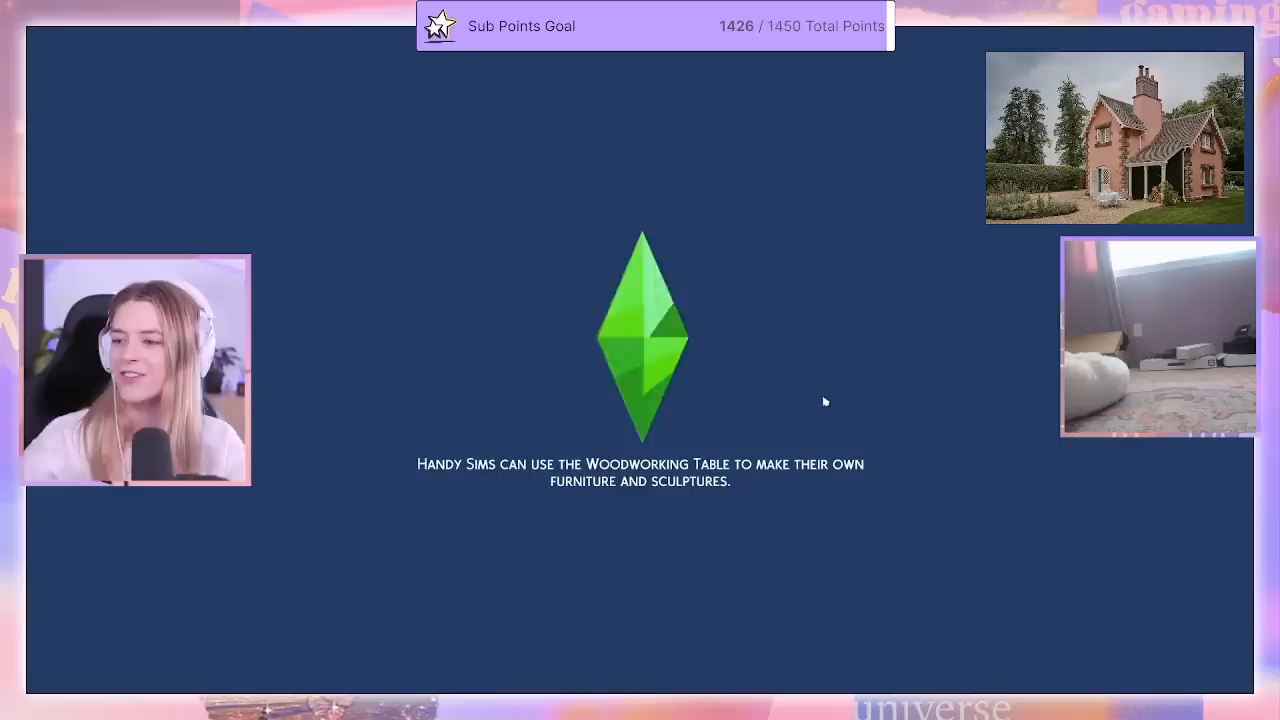 gaming
Sub Points Goal
1426 / 1450 Total Points
HANDY SIMS CAN USE THE WOODWORKING TABLE TO MAKE THEIR OWN
FURNITURE AND SCULPTURES.
universe